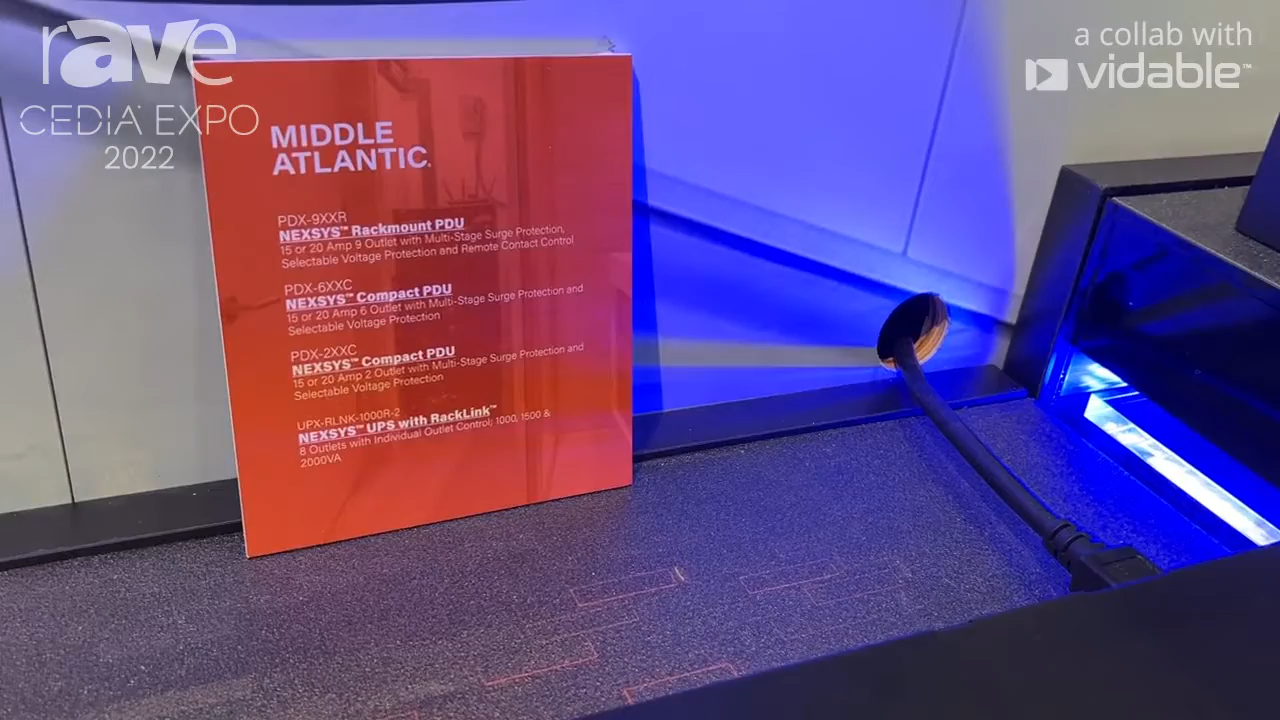 rave
CEDIA EXPO
2022
a collab with
vidable™
MIDDLE
ATLANTIC.
PDX-9XXR
NEXSYS™ Rackmount PDU
15 or 20 Amp 9 Outlet with Multi-Stage Surge Protection,
Selectable Voltage Protection and Remote Contact Control
PDX-6XXC
NEXSYS™ Compact PDU
15 or 20 Amp 6 Outlet with Multi-Stage Surge Protection and
Selectable Voltage Protection
PDX-2XXC
NEXSYS™ Compact PDU
15 or 20 Amp 2 Outlet with Multi-Stage Surge Protection and
Selectable Voltage Protection
UPX-RLNK-1000R-2
NEXSYS™ UPS with RackLink™
8 Outlets with Individual Outlet Control; 1000, 1500 &
2000VA